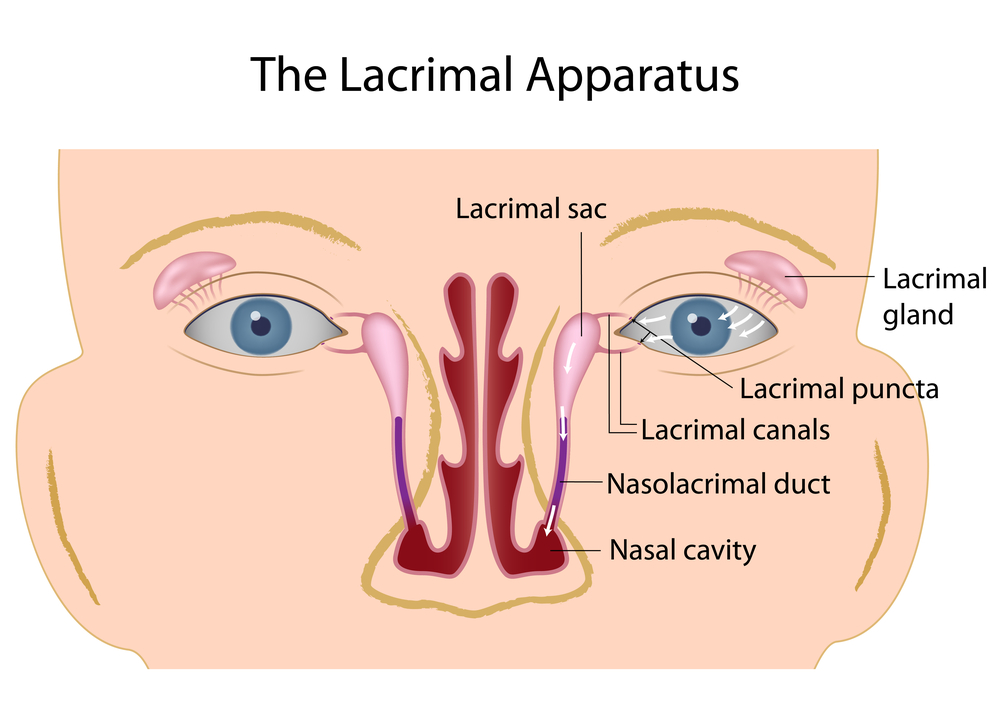 The Lacrimal Apparatus
Lacrimal sac
Lacrimal
gland
Lacrimal puncta
Lacrimal canals
Nasolacrimal duct
Nasal cavity